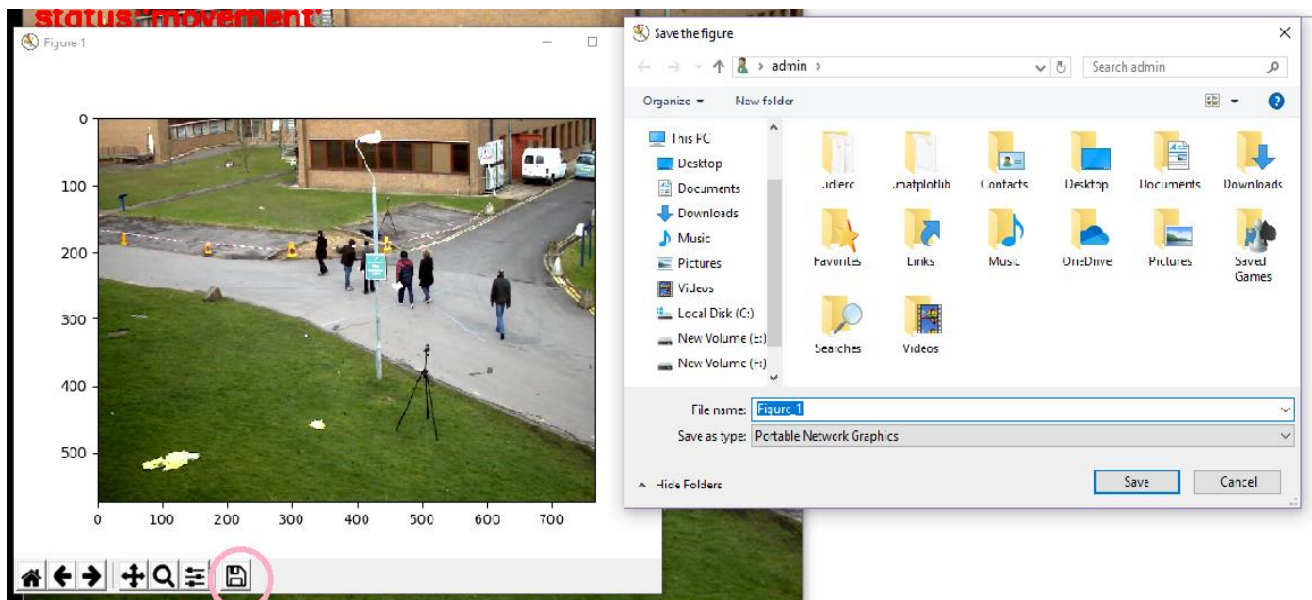 status 'movement'
Figure 1
0
100
200
300
400
500
0 100 200 300 400 500 600 700
Save the figure
admin
Search admin
Organize
New folder
This PC
Desktop
Documents
Downloads
Music
Pictures
Videos
Local Disk (C:)
New Volume (E:)
New Volume (F:)
.idlerc .matplotlib Contacts Desktop Documents Downloads
Favorites Links Music OneDrive Pictures Saved Games
Searches Videos
File name: Figure_1
Save as type: Portable Network Graphics
Hide Folders
Save Cancel